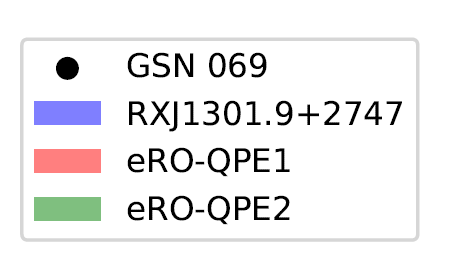 GSN 069
RXJ1301.9+2747
eRO-QPE1
eRO-QPE2